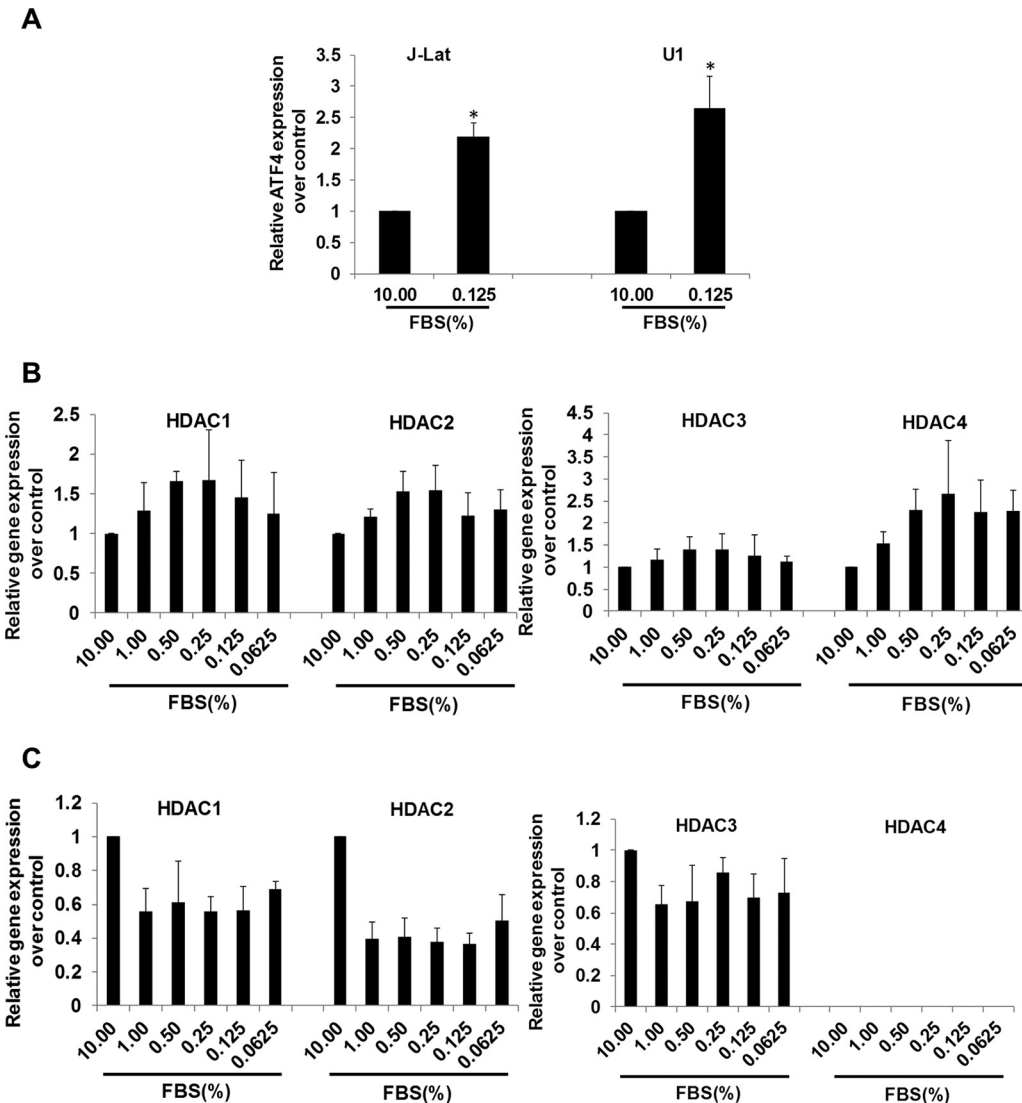 A
J-Lat
U1
Relative ATF4 expression
over control
3.5
3
2.5
2
1.5
1
0.5
0
*
*
10.00 0.125
10.00 0.125
FBS(%)
FBS(%)
B
HDAC1
HDAC2
Relative gene expression
over control
2.5
2
1.5
1
0.5
0
10.00 1.00 0.50 0.25 0.125 0.0625
10.00 1.00 0.50 0.25 0.125 0.0625
FBS(%)
FBS(%)
HDAC3
HDAC4
Relative gene expression
over control
4.5
4
3.5
3
2.5
2
1.5
1
0.5
0
10.00 1.00 0.50 0.25 0.125 0.0625
10.00 1.00 0.50 0.25 0.125 0.0625
FBS(%)
FBS(%)
C
HDAC1
HDAC2
Relative gene expression
over control
1.2
1
0.8
0.6
0.4
0.2
0
10.00 1.00 0.50 0.25 0.125 0.0625
10.00 1.00 0.50 0.25 0.125 0.0625
FBS(%)
FBS(%)
HDAC3
HDAC4
Relative gene expression
over control
1.2
1
0.8
0.6
0.4
0.2
0
10.00 1.00 0.50 0.25 0.125 0.0625
10.00 1.00 0.50 0.25 0.125 0.0625
FBS(%)
FBS(%)